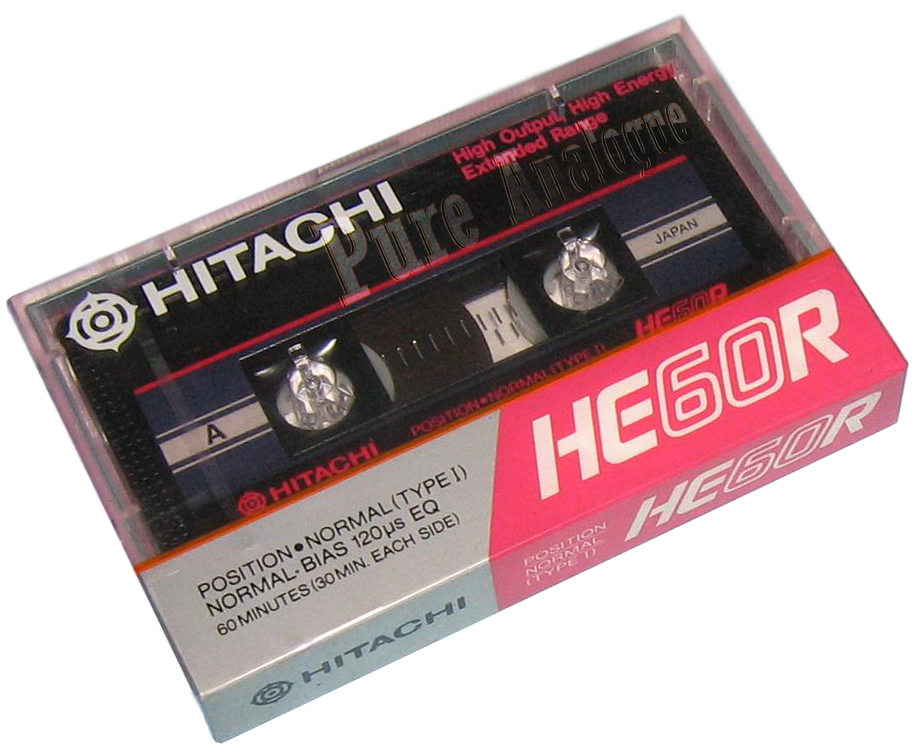 High Output, High Energy
Extended Range
HITACHI
Pure Analogue
JAPAN
A
HE60R
POSITION•NORMAL(TYPE I)
HITACHI
HE60R
POSITION•NORMAL(TYPE I)
NORMAL-BIAS 120μs EQ
60 MINUTES (30 MIN. EACH SIDE)
HE60R
POSITION
NORMAL
(TYPE I)
HITACHI